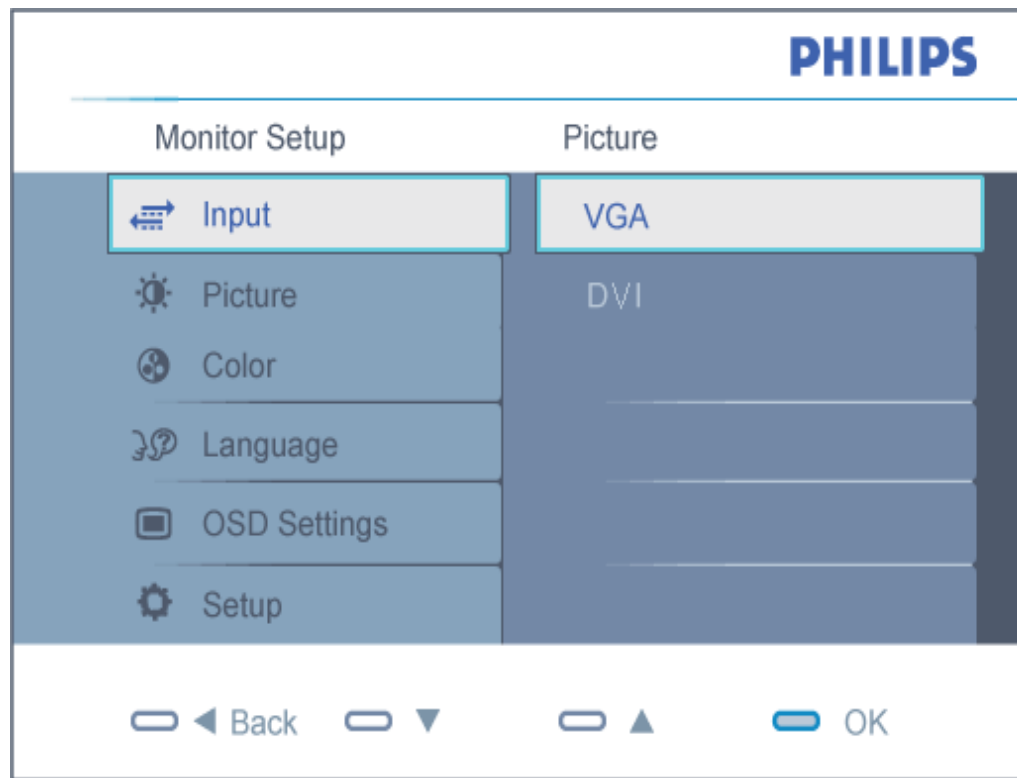 PHILIPS
Monitor Setup
Picture
Input
VGA
Picture
DVI
Color
Language
OSD Settings
Setup
Back
OK